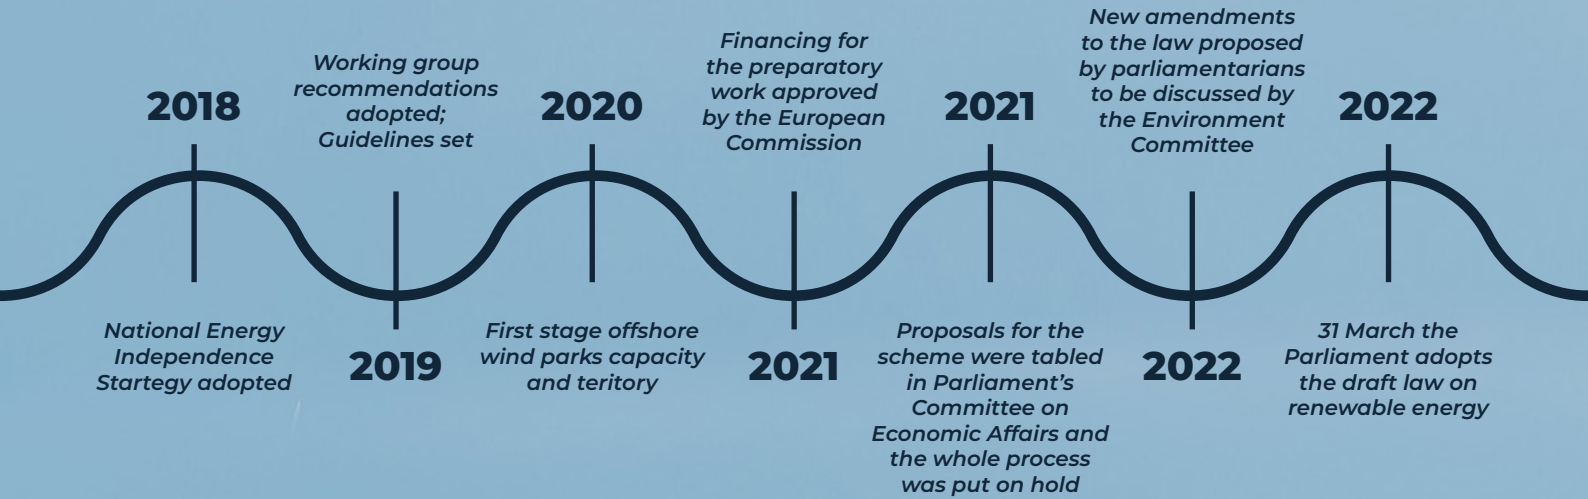 2018
National Energy
Independence
Startegy adopted
Working group
recommendations
adopted;
Guidelines set
2019
2020
First stage offshore
wind parks capacity
and teritory
Financing for
the preparatory
work approved
by the European
Commission
2021
2021
Proposals for the
scheme were tabled
in Parliament’s
Committee on
Economic Affairs and
the whole process
was put on hold
New amendments
to the law proposed
by parliamentarians
to be discussed by
the Environment
Committee
2022
2022
31 March the
Parliament adopts
the draft law on
renewable energy